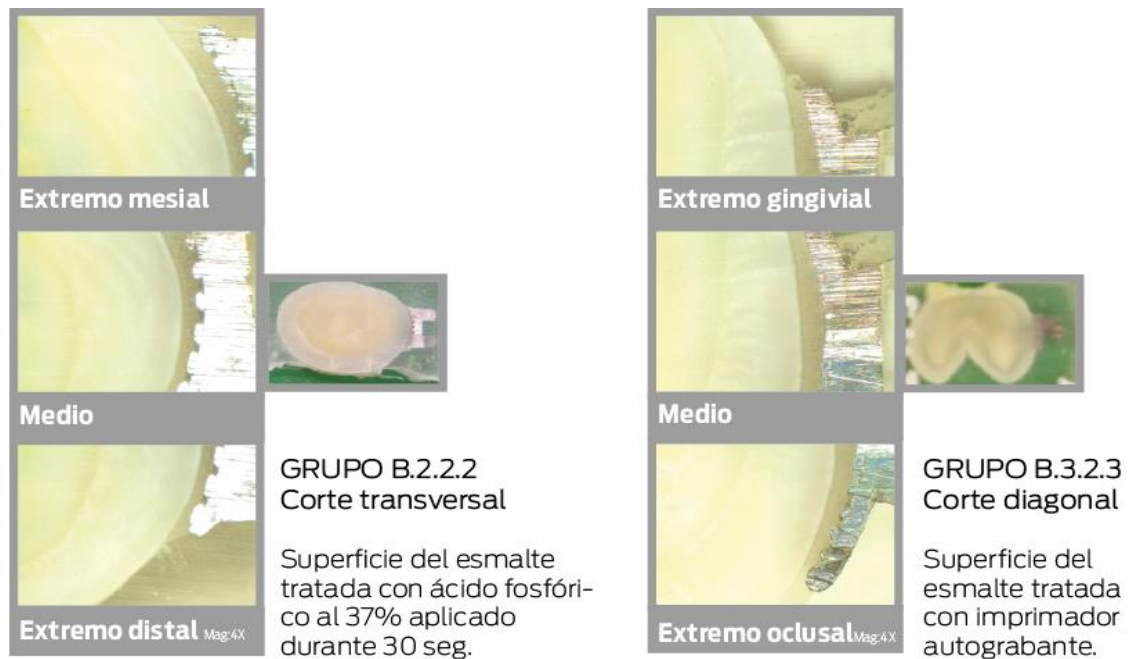 Extremo mesial
Medio
Extremo distal Mag:4X
GRUPO B.2.2.2
Corte transversal
Superficie del esmalte
tratada con ácido fosfóri-
co al 37% aplicado
durante 30 seg.
Extremo gingivial
Medio
Extremo oclusal Mag:4X
GRUPO B.3.2.3
Corte diagonal
Superficie del
esmalte tratada
con imprimador
autograbante.